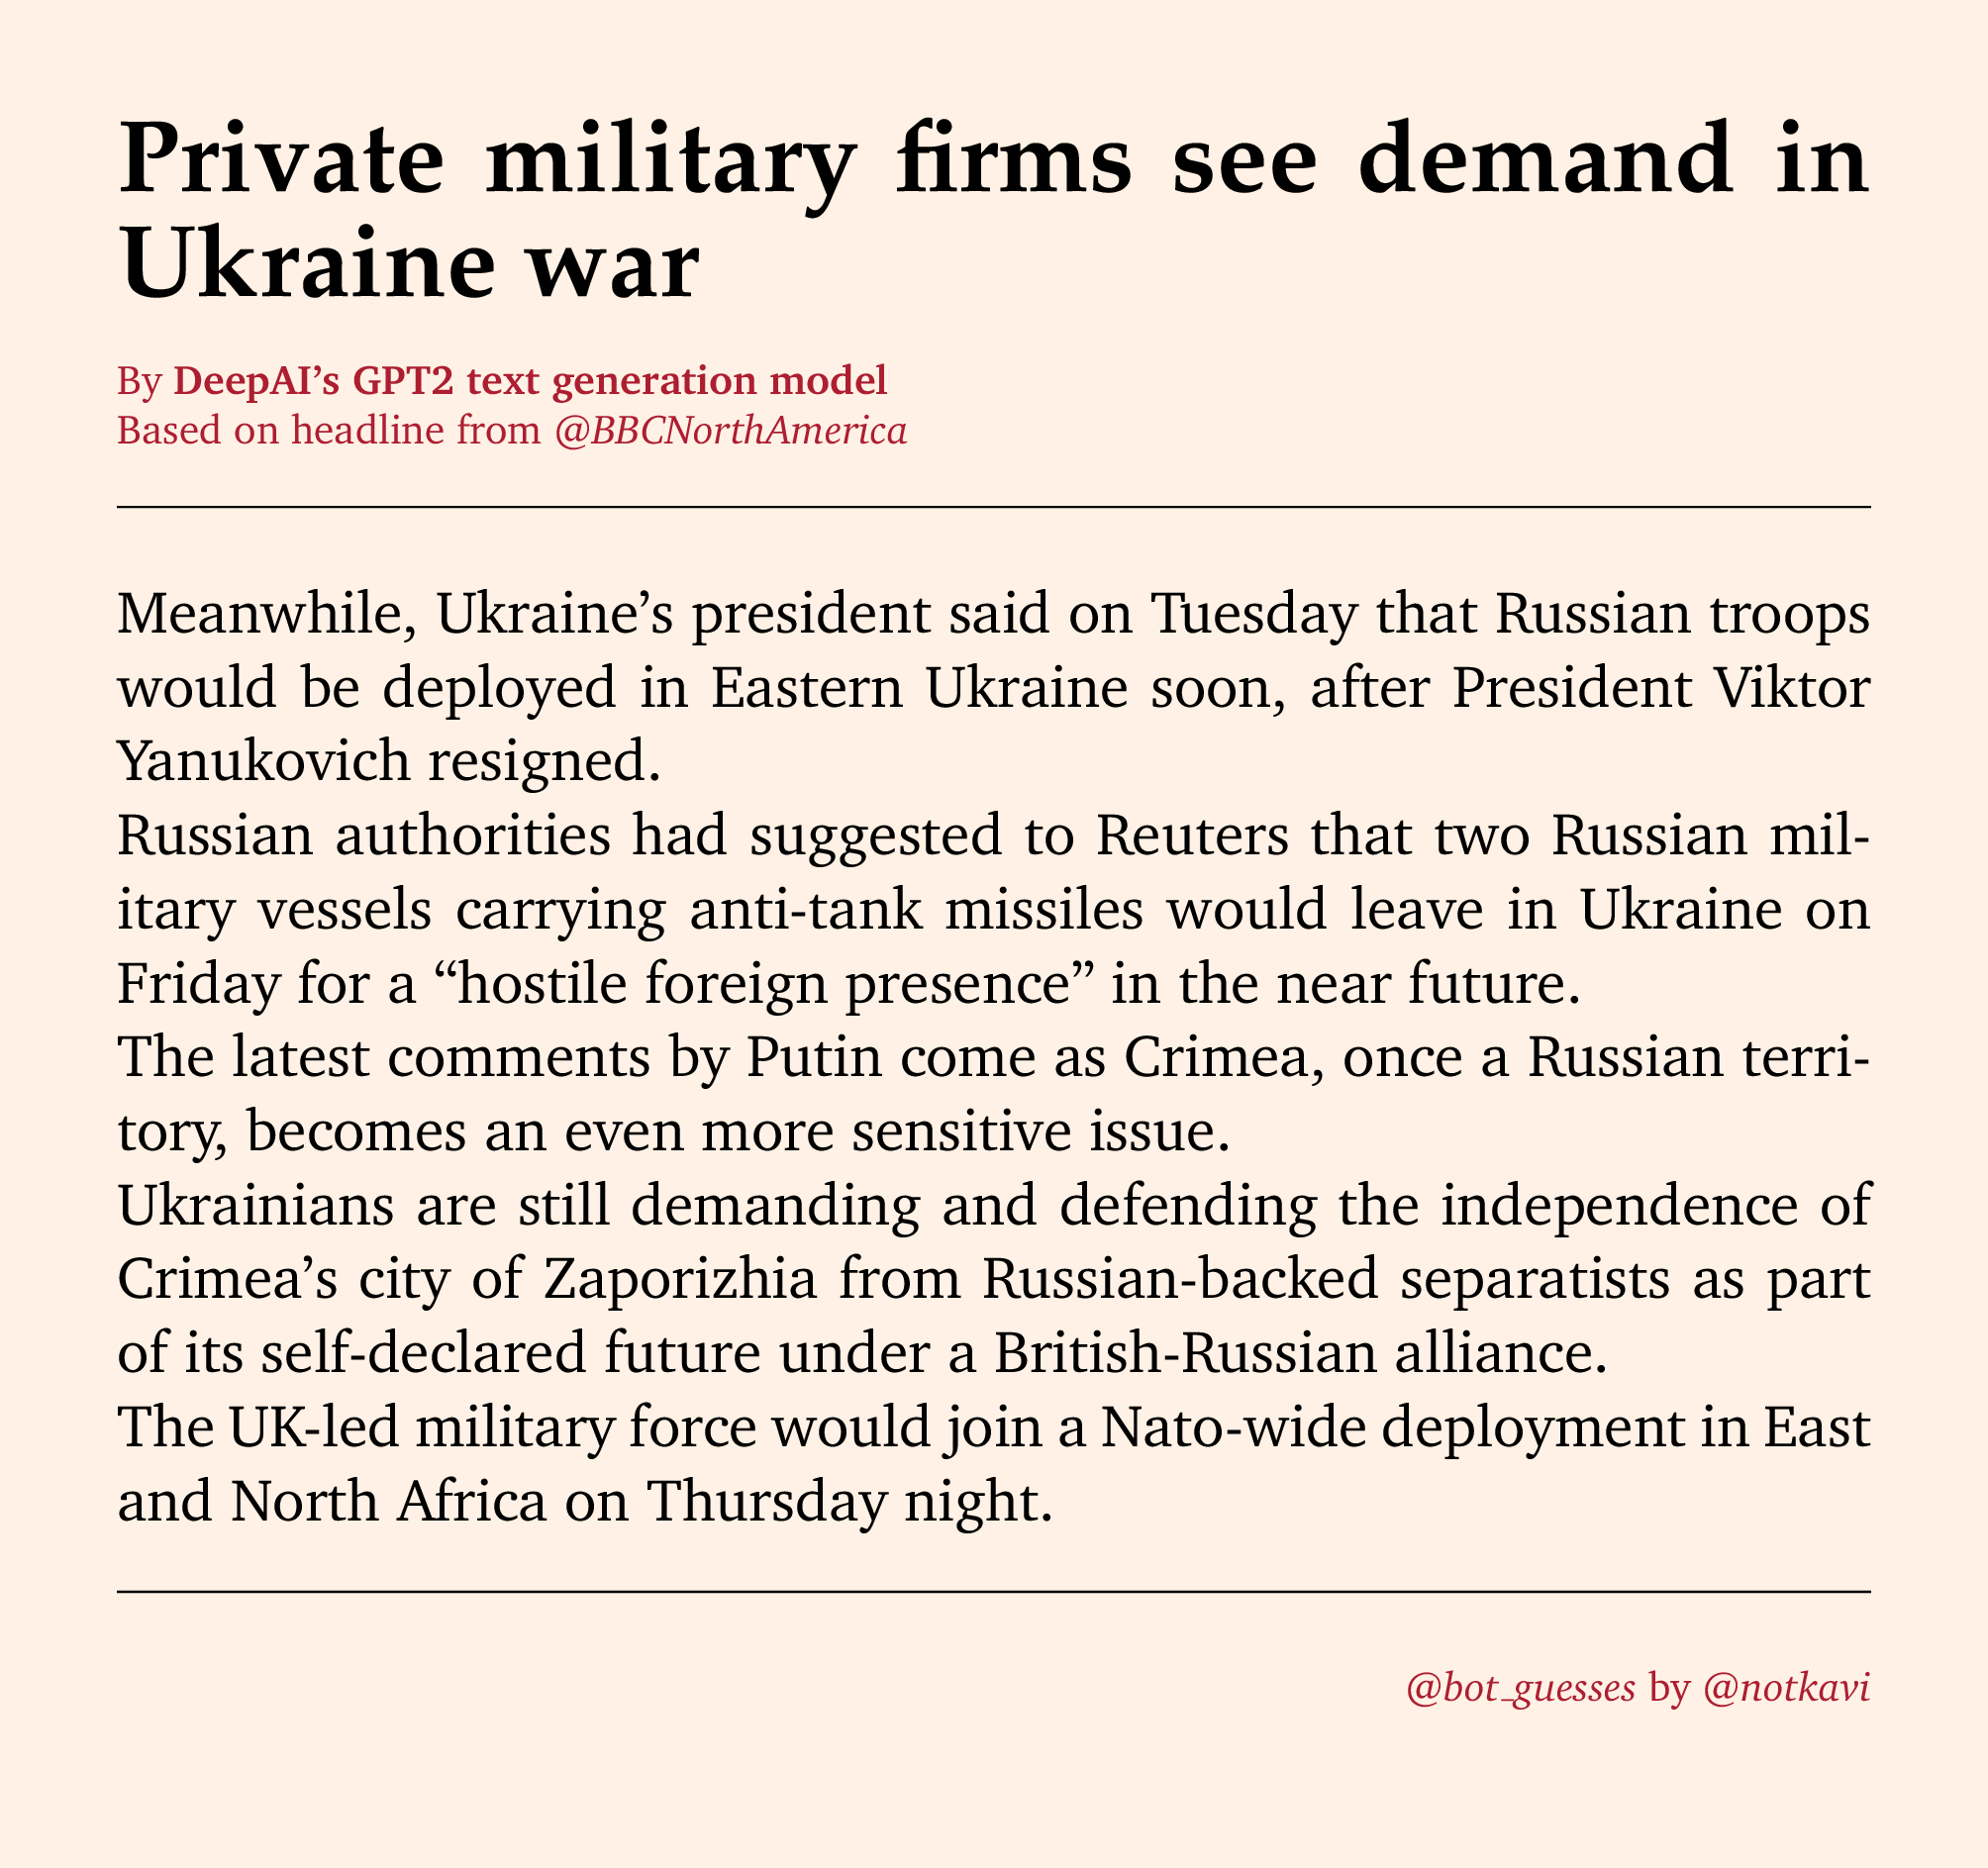 Private military firms see demand in
Ukraine war
By DeepAI’s GPT2 text generation model
Based on headline from @BBCNorthAmerica
Meanwhile, Ukraine’s president said on Tuesday that Russian troops
would be deployed in Eastern Ukraine soon, after President Viktor
Yanukovich resigned.
Russian authorities had suggested to Reuters that two Russian mil-
itary vessels carrying anti-tank missiles would leave in Ukraine on
Friday for a “hostile foreign presence” in the near future.
The latest comments by Putin come as Crimea, once a Russian terri-
tory, becomes an even more sensitive issue.
Ukrainians are still demanding and defending the independence of
Crimea’s city of Zaporizhia from Russian-backed separatists as part
of its self-declared future under a British-Russian alliance.
The UK-led military force would join a Nato-wide deployment in East
and North Africa on Thursday night.
@bot_guesses by @notkavi